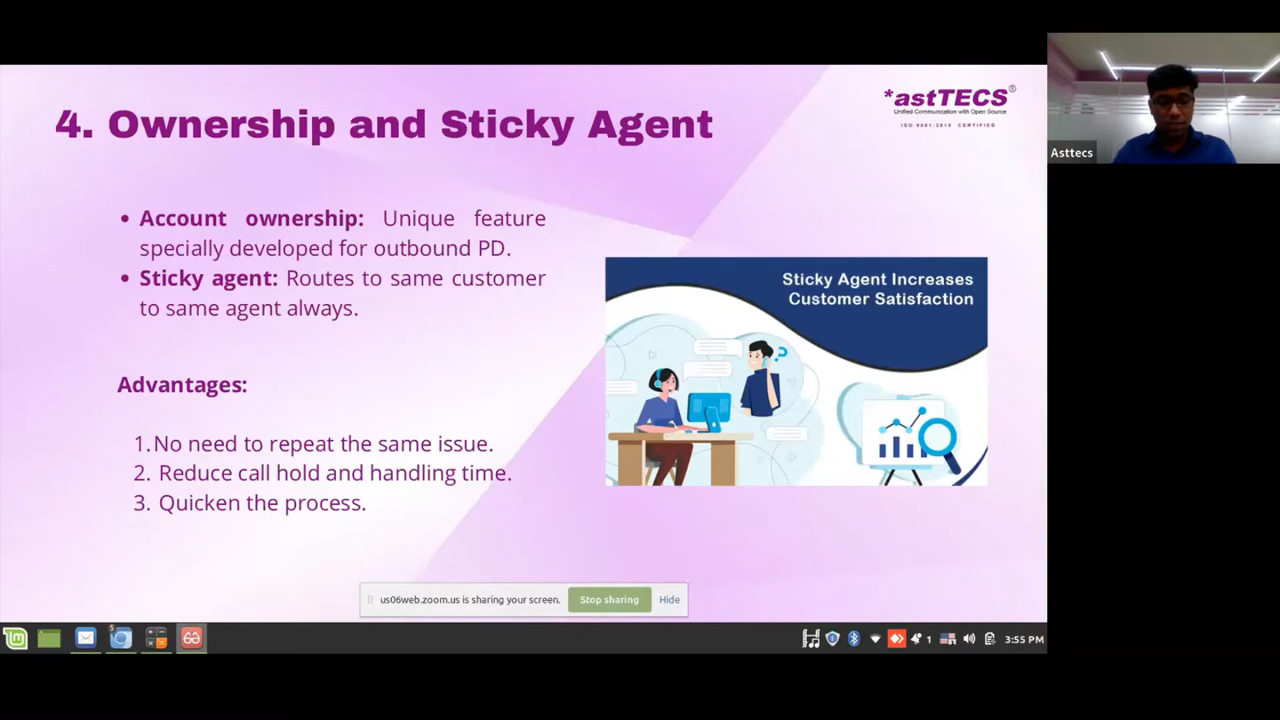 4. Ownership and Sticky Agent
*astTECS®
Unified Communication with Open Source
ISO 9001:2015 CERTIFIED
Asttecs
• Account ownership: Unique feature
specially developed for outbound PD.
• Sticky agent: Routes to same customer
to same agent always.
Sticky Agent Increases
Customer Satisfaction
Advantages:
1. No need to repeat the same issue.
2. Reduce call hold and handling time.
3. Quicken the process.
us06web.zoom.us is sharing your screen.
Stop sharing
Hide
5
1
3:55 PM